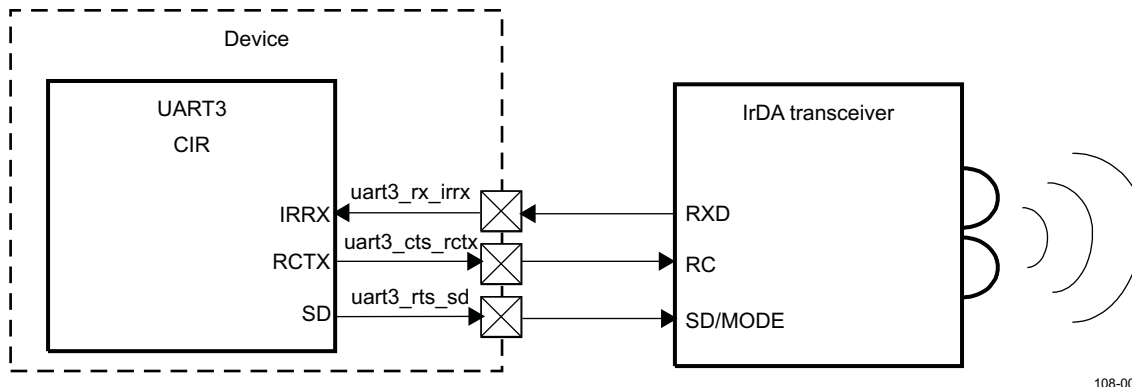 Device
UART3
CIR
IrDA transceiver
uart3_rx_irrx
IRRX
RXD
uart3_cts_rctx
RCTX
RC
uart3_rts_sd
SD
SD/MODE